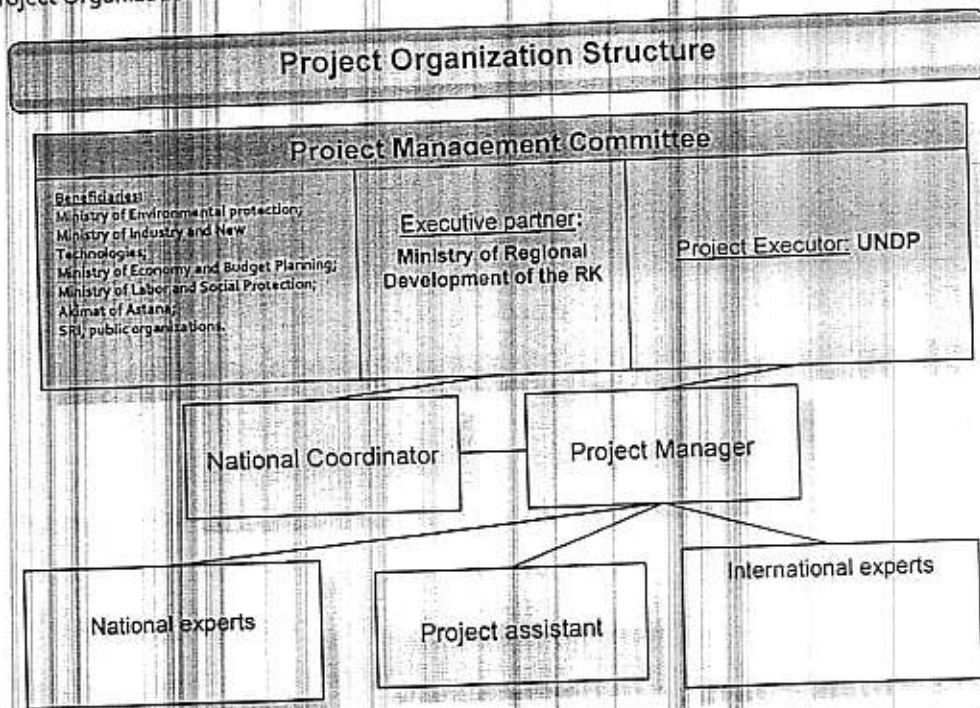 Project Organization Structure
Project Management Committee
Beneficiaries:
Ministry of Environmental protection;
Ministry of Industry and New
Technologies;
Ministry of Economy and Budget Planning;
Ministry of Labor and Social Protection;
Akimat of Astana;
SRI, public organizations.
Executive partner:
Ministry of Regional
Development of the RK
Project Executor: UNDP
National Coordinator
Project Manager
National experts
Project assistant
International experts